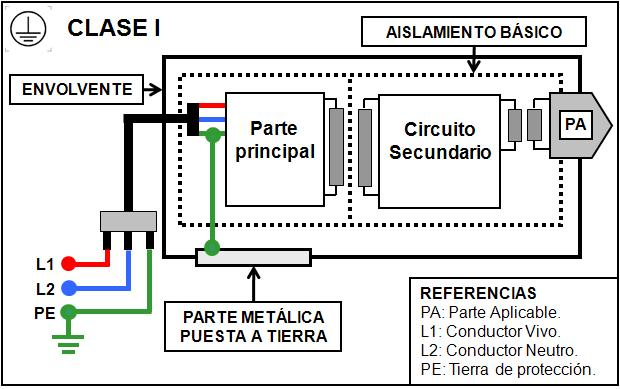 CLASE I
AISLAMIENTO BÁSICO
ENVOLVENTE
Parte
principal
Circuito
Secundario
PA
L1
L2
PE
PARTE METÁLICA
PUESTA A TIERRA
REFERENCIAS
PA: Parte Aplicable.
L1: Conductor Vivo.
L2: Conductor Neutro.
PE: Tierra de protección.